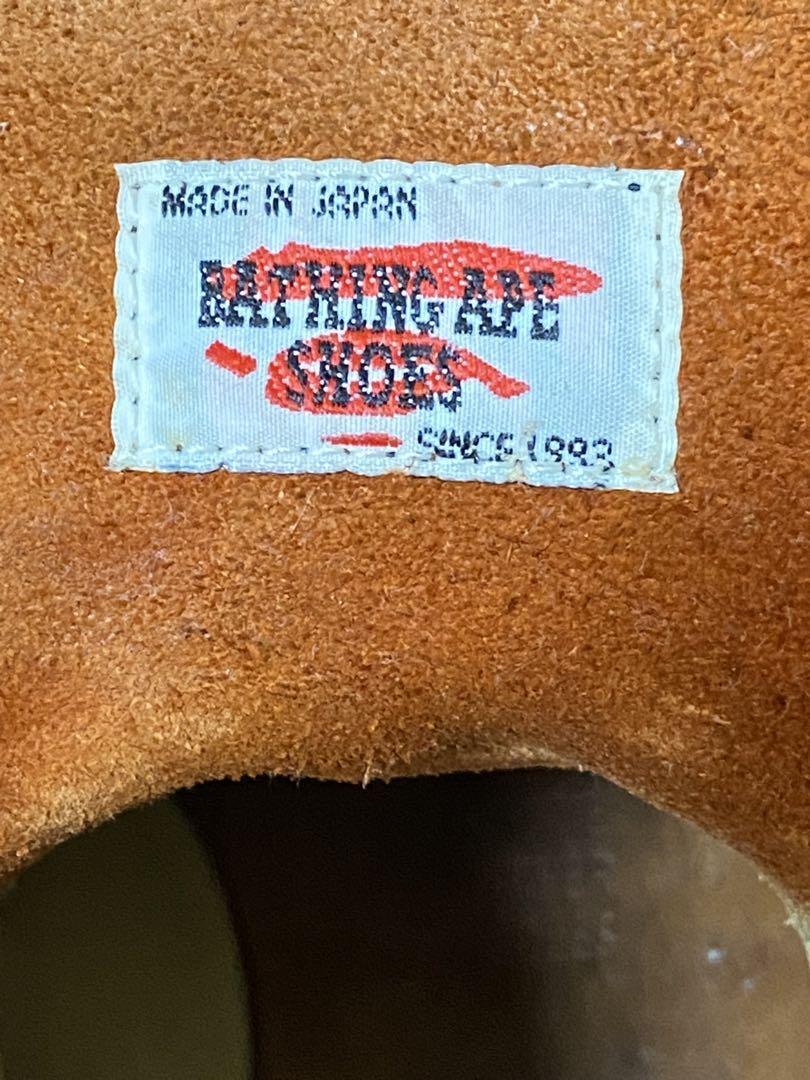 MADE IN JAPAN
BATHING APE
SHOES
SINCE 1993